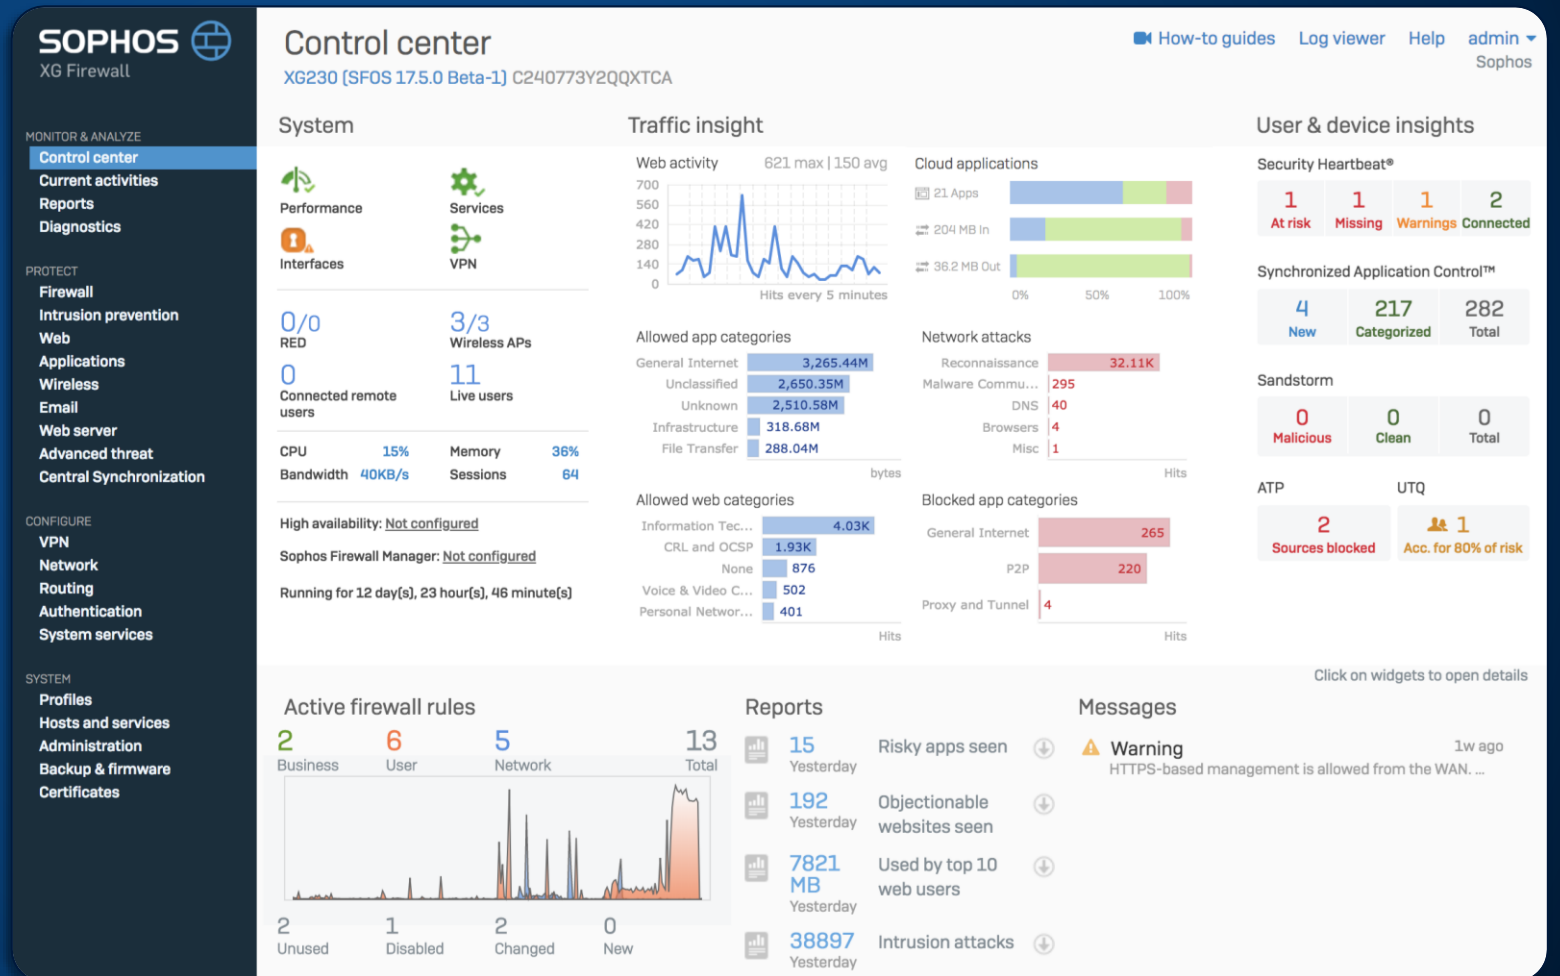 SOPHOS
XG Firewall
MONITOR & ANALYZE
Control center
Current activities
Reports
Diagnostics
PROTECT
Firewall
Intrusion prevention
Web
Applications
Wireless
Email
Web server
Advanced threat
Central Synchronization
CONFIGURE
VPN
Network
Routing
Authentication
System services
SYSTEM
Profiles
Hosts and services
Administration
Backup & firmware
Certificates
Control center
XG230 [SFOS 17.5.0 Beta-1] C240773Y2QQXTCA
How-to guides Log viewer Help admin
Sophos
System
Performance Services
Interfaces VPN
0/0 3/3
RED Wireless APs
0 11
Connected remote users Live users
CPU 15% Memory 36%
Bandwidth 40KB/s Sessions 64
High availability: Not configured
Sophos Firewall Manager: Not configured
Running for 12 day(s), 23 hour(s), 46 minute(s)
Traffic insight
Web activity 621 max | 150 avg
700
560
420
280
140
0
Hits every 5 minutes
Cloud applications
21 Apps
204 MB In
36.2 MB Out
0% 50% 100%
Allowed app categories
General Internet 3,265.44M
Unclassified 2,650.35M
Unknown 2,510.58M
Infrastructure 318.68M
File Transfer 288.04M
bytes
Network attacks
Reconnaissance 32.11K
Malware Commu... 295
DNS 40
Browsers 4
Misc 1
Hits
Allowed web categories
Information Tec... 4.03K
CRL and OCSP 1.93K
None 876
Voice & Video C... 502
Personal Networ... 401
Hits
Blocked app categories
General Internet 265
P2P 220
Proxy and Tunnel 4
Hits
User & device insights
Security Heartbeat®
1 1 1 2
At risk Missing Warnings Connected
Synchronized Application Control™
4 217 282
New Categorized Total
Sandstorm
0 0 0
Malicious Clean Total
ATP UTQ
2 1
Sources blocked Acc. for 80% of risk
Click on widgets to open details
Active firewall rules
2 6 5 13
Business User Network Total
2 1 2 0
Unused Disabled Changed New
Reports
15 Risky apps seen
Yesterday
192 Objectionable
Yesterday websites seen
7821 Used by top 10
MB web users
Yesterday
38897 Intrusion attacks
Yesterday
Messages
Warning 1w ago
HTTPS-based management is allowed from the WAN. ...